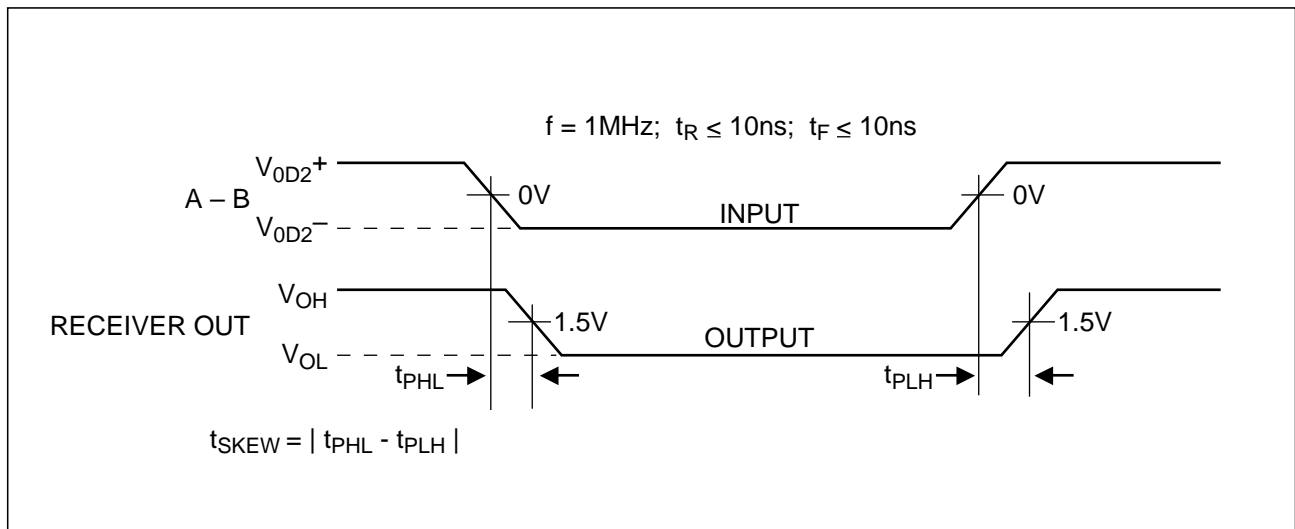 f = 1MHz; tR ≤ 10ns; tF ≤ 10ns
V0D2+
A – B
0V
0V
INPUT
V0D2–
VOH
RECEIVER OUT
1.5V
1.5V
OUTPUT
VOL
tPHL
tPLH
tSKEW = | tPHL - tPLH |